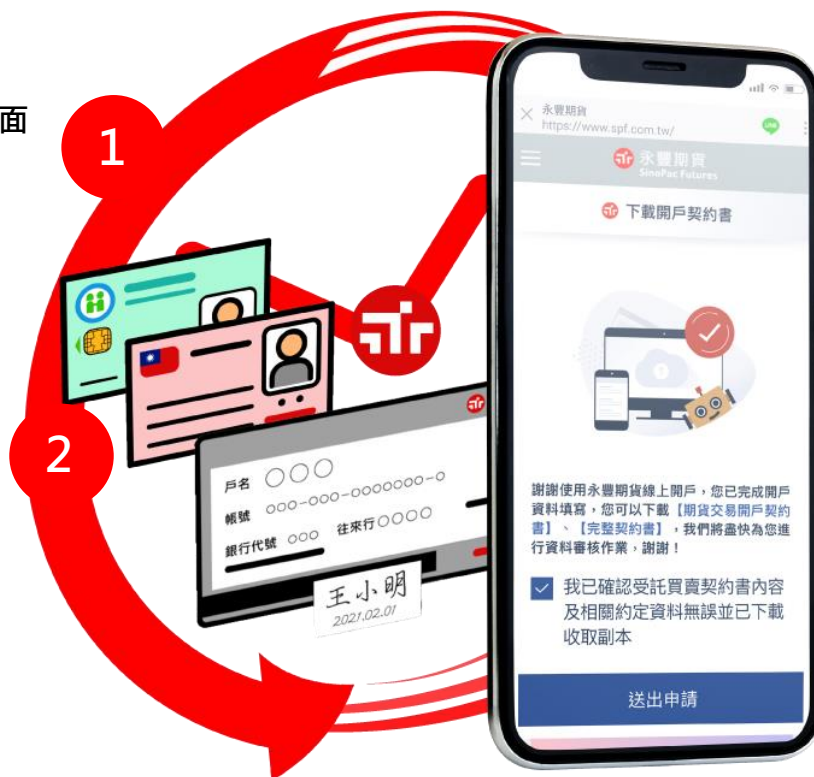 面
1
2
永豐期貨
https://www.spf.com.tw/
LINE
永豐期貨
SinoPac Futures
下載開戶契約書
戶名 ○○○
帳號 ○○○-○○○-○○○○○○○-○
銀行代號 ○○○ 往來行○○○○
王小明
2021.02.01
謝謝使用永豐期貨線上開戶，您已完成開戶
資料填寫，您可以下載【期貨交易開戶契約
書】、【完整契約書】，我們將盡快為您進
行資料審核作業，謝謝！
我已確認受託買賣契約書內容
及相關約定資料無誤並已下載
收取副本
送出申請